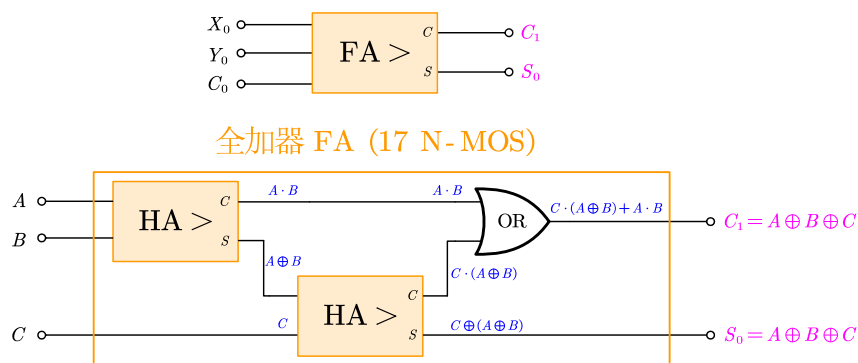 X₀
Y₀
C₀
FA >
C
S
C₁
S₀
全加器 FA (17 N-MOS)
A
B
C
HA >
C
S
A · B
A · B
A⊕B
C
HA >
C
S
C · (A⊕B)
C⊕(A⊕B)
OR
C · (A⊕B)+A · B
C₁ = A ⊕ B ⊕ C
S₀ = A ⊕ B ⊕ C